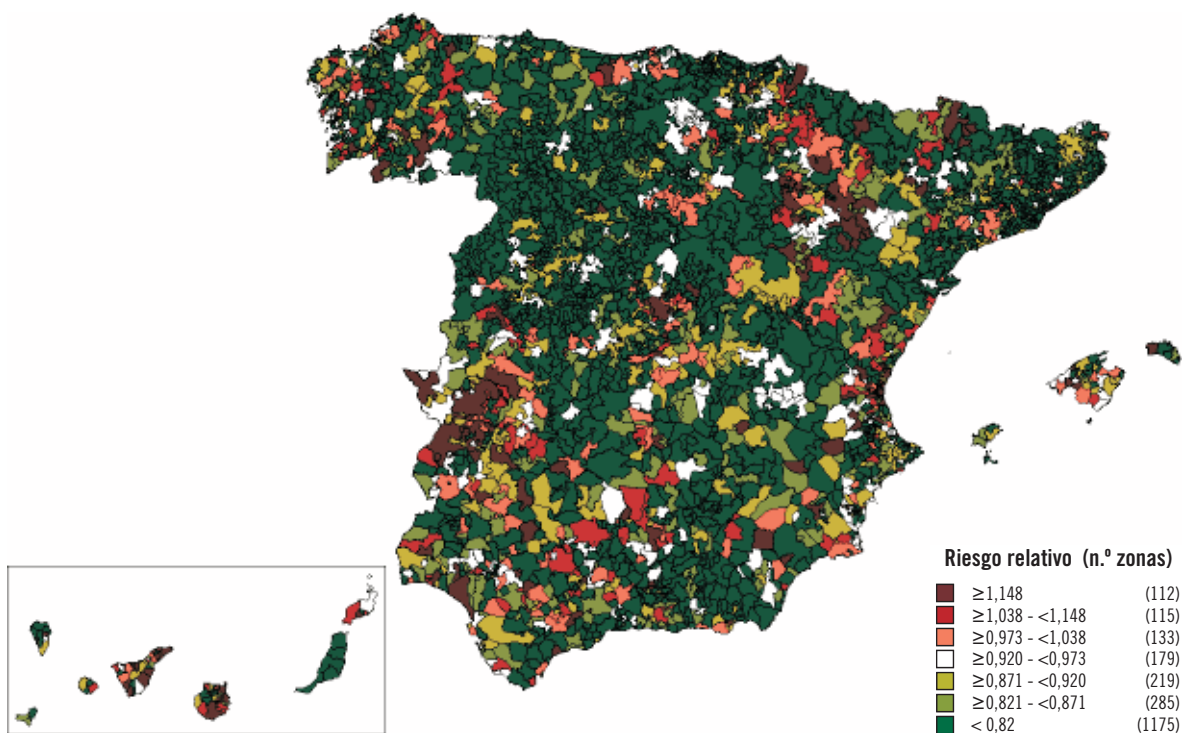 Riesgo relativo (n.º zonas)
≥1,148 (112)
≥1,038 - <1,148 (115)
≥0,973 - <1,038 (133)
≥0,920 - <0,973 (179)
≥0,871 - <0,920 (219)
≥0,821 - <0,871 (285)
< 0,82 (1175)